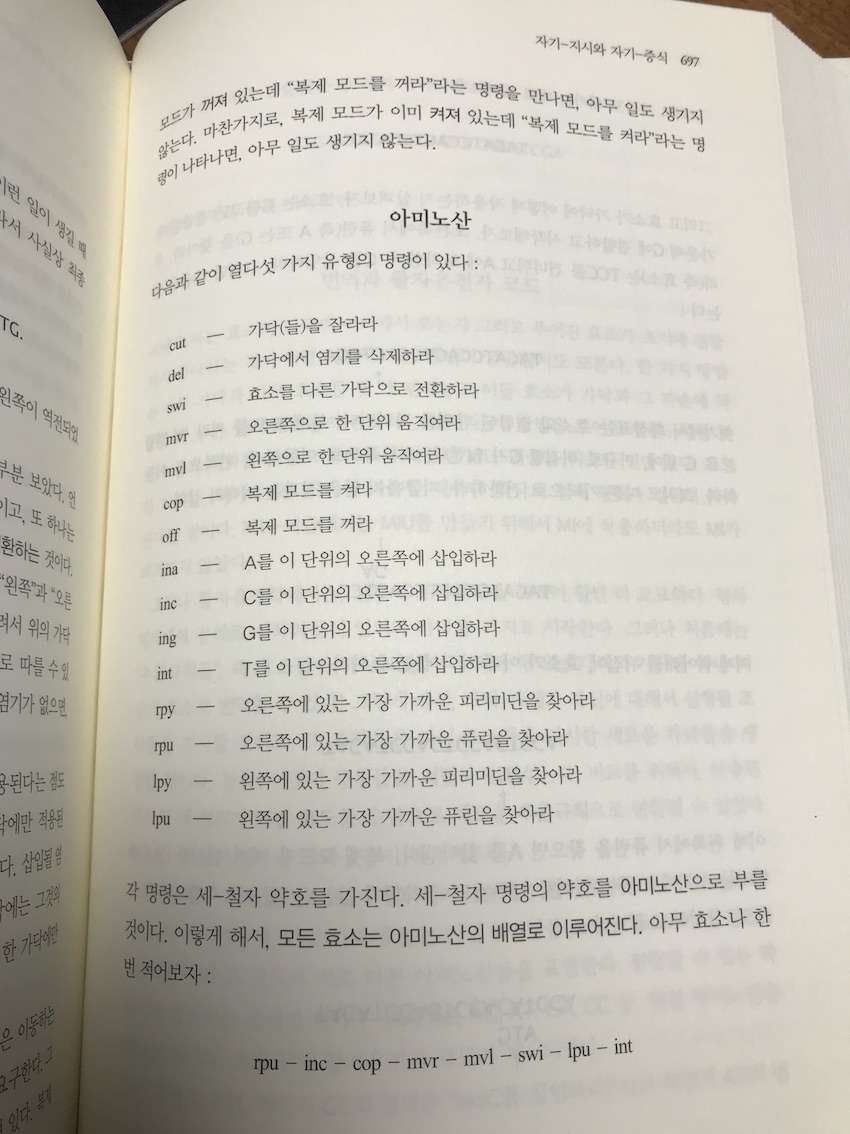 자기-지시와 자기-증식 697
모드가 꺼져 있는데 “복제 모드를 꺼라”라는 명령을 만나면, 아무 일도 생기지
않는다. 마찬가지로, 복제 모드가 이미 켜져 있는데 “복제 모드를 켜라”라는 명
령이 나타나면, 아무 일도 생기지 않는다.
아미노산
다음과 같이 열다섯 가지 유형의 명령이 있다 :
cut — 가닥(들)을 잘라라
del — 가닥에서 염기를 삭제하라
swi — 효소를 다른 가닥으로 전환하라
mvr — 오른쪽으로 한 단위 움직여라
mvl — 왼쪽으로 한 단위 움직여라
cop — 복제 모드를 켜라
off — 복제 모드를 꺼라
ina — A를 이 단위의 오른쪽에 삽입하라
inc — C를 이 단위의 오른쪽에 삽입하라
ing — G를 이 단위의 오른쪽에 삽입하라
int — T를 이 단위의 오른쪽에 삽입하라
rpy — 오른쪽에 있는 가장 가까운 피리미딘을 찾아라
rpu — 오른쪽에 있는 가장 가까운 퓨린을 찾아라
lpy — 왼쪽에 있는 가장 가까운 피리미딘을 찾아라
lpu — 왼쪽에 있는 가장 가까운 퓨린을 찾아라
각 명령은 세-철자 약호를 가진다. 세-철자 명령의 약호를 아미노산으로 부를
것이다. 이렇게 해서, 모든 효소는 아미노산의 배열로 이루어진다. 아무 효소나 한
번 적어보자 :
rpu - inc - cop - mvr - mvl - swi - lpu - int